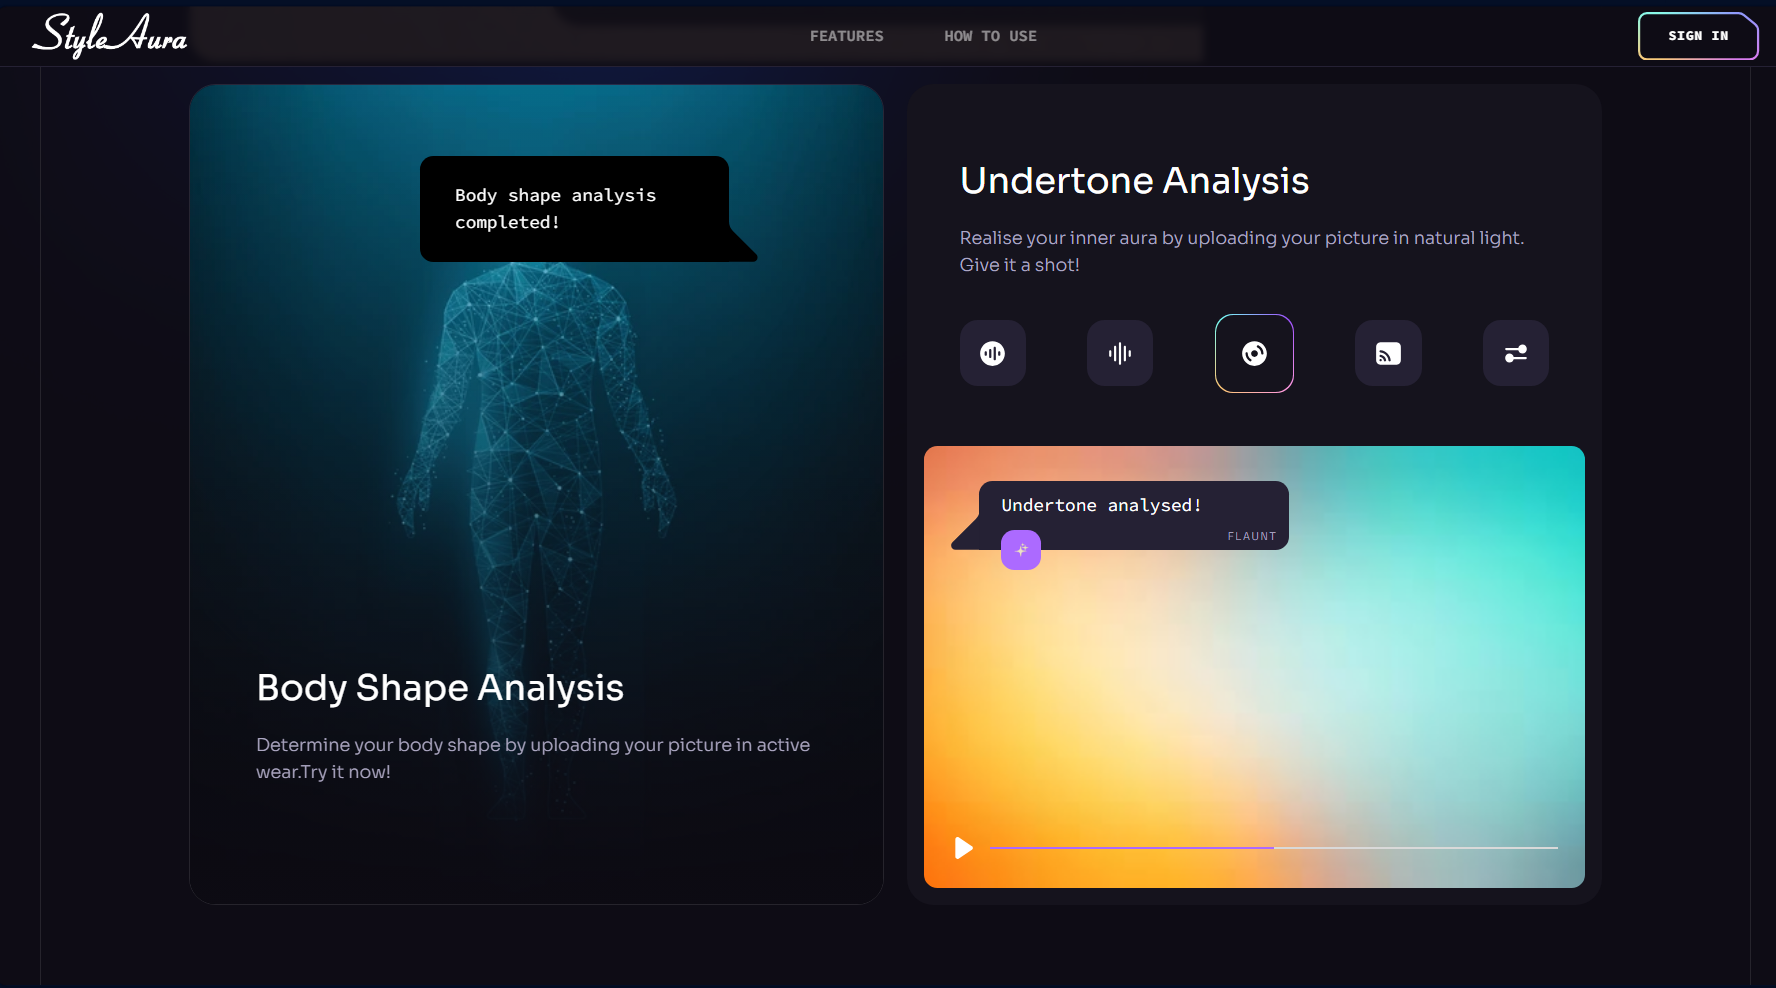 Style Aura
FEATURES
HOW TO USE
SIGN IN
Body shape analysis
completed!
Body Shape Analysis
Determine your body shape by uploading your picture in active
wear.Try it now!
Undertone Analysis
Realise your inner aura by uploading your picture in natural light.
Give it a shot!
Undertone analysed!
FLAUNT